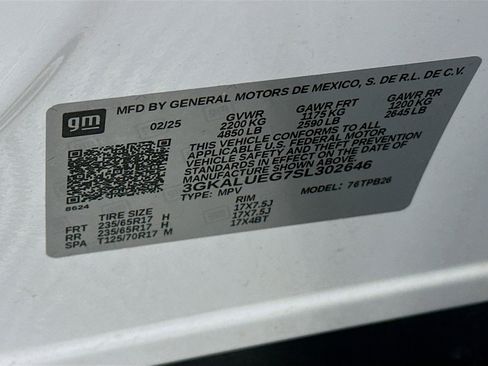 gm
MFD BY GENERAL MOTORS DE MEXICO, S. DE R.L. DE C.V.
02/25 GVWR GAWR FRT GAWR RR
2200 KG 1175 KG 1200 KG
4850 LB 2590 LB 2645 LB
THIS VEHICLE CONFORMS TO ALL
APPLICABLE U.S. FEDERAL MOTOR
VEHICLE SAFETY AND THEFT PREVENTION
STANDARDS IN EFFECT ON THE DATE OF
MANUFACTURE SHOWN ABOVE.
3GKALUEG7SL302646
8624
TYPE: MPV MODEL: 76TPB26
TIRE SIZE RIM
FRT 235/65R17 H 17X7.5J
RR 235/65R17 H 17X7.5J
SPA T125/70R17 M 17X4BT